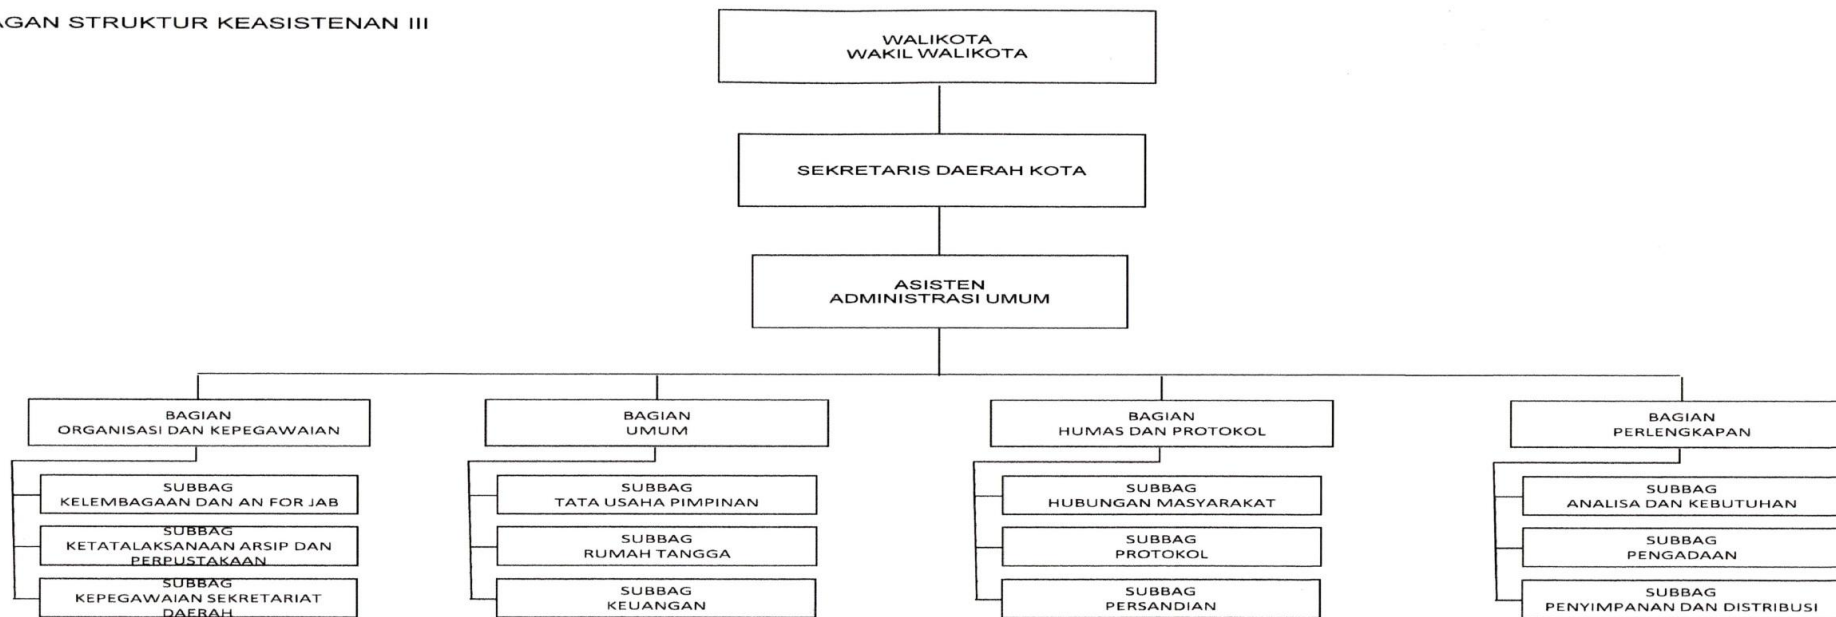 AGAN STRUKTUR KEASISTENAN III
WALIKOTA
WAKIL WALIKOTA
SEKRETARIS DAERAH KOTA
ASISTEN
ADMINISTRASI UMUM
BAGIAN
ORGANISASI DAN KEPEGAWAIAN
SUBBAG
KELEMBAGAAN DAN AN FOR JAB
SUBBAG
KETATALAKSANAAN ARSIP DAN
PERPUSTAKAAN
SUBBAG
KEPEGAWAIAN SEKRETARIAT
DAERAH
BAGIAN
UMUM
SUBBAG
TATA USAHA PIMPINAN
SUBBAG
RUMAH TANGGA
SUBBAG
KEUANGAN
BAGIAN
HUMAS DAN PROTOKOL
SUBBAG
HUBUNGAN MASYARAKAT
SUBBAG
PROTOKOL
SUBBAG
PERSANDIAN
BAGIAN
PERLENGKAPAN
SUBBAG
ANALISA DAN KEBUTUHAN
SUBBAG
PENGADAAN
SUBBAG
PENYIMPANAN DAN DISTRIBUSI